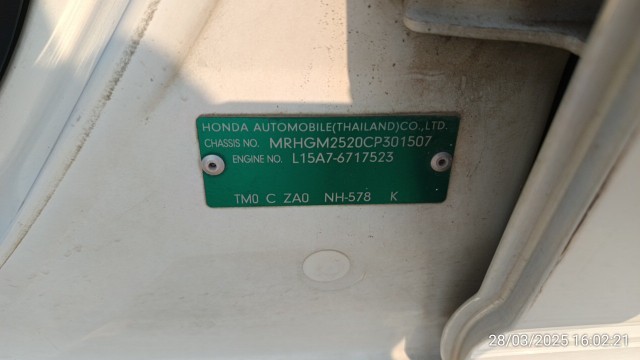 HONDA AUTOMOBILE(THAILAND)CO.,LTD.
CHASSIS NO. MRHGM2520CP301507
ENGINE NO. L15A7-6717523
TM0 C ZA0 NH-578 K
28/03/2025 16:02:21